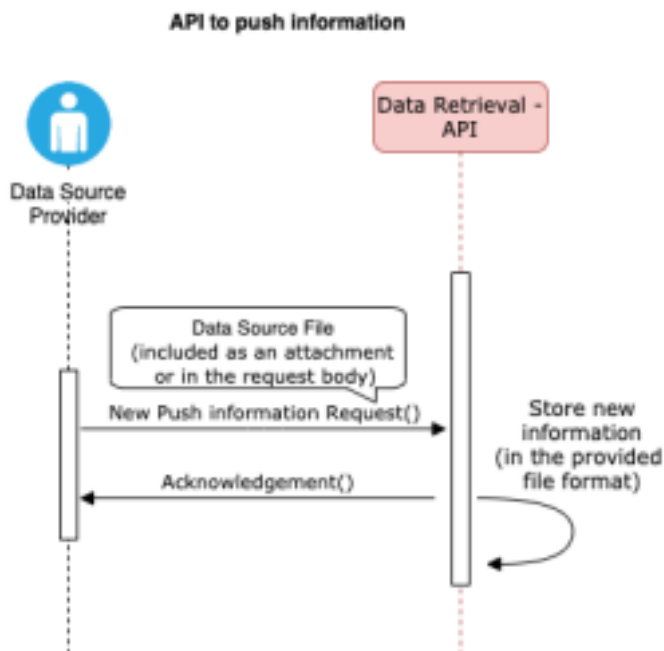 API to push information
Data Retrieval -
API
Data Source
Provider
Data Source File
(included as an attachment
or in the request body)
New Push information Request()
Store new
information
(in the provided
file format)
Acknowledgement()